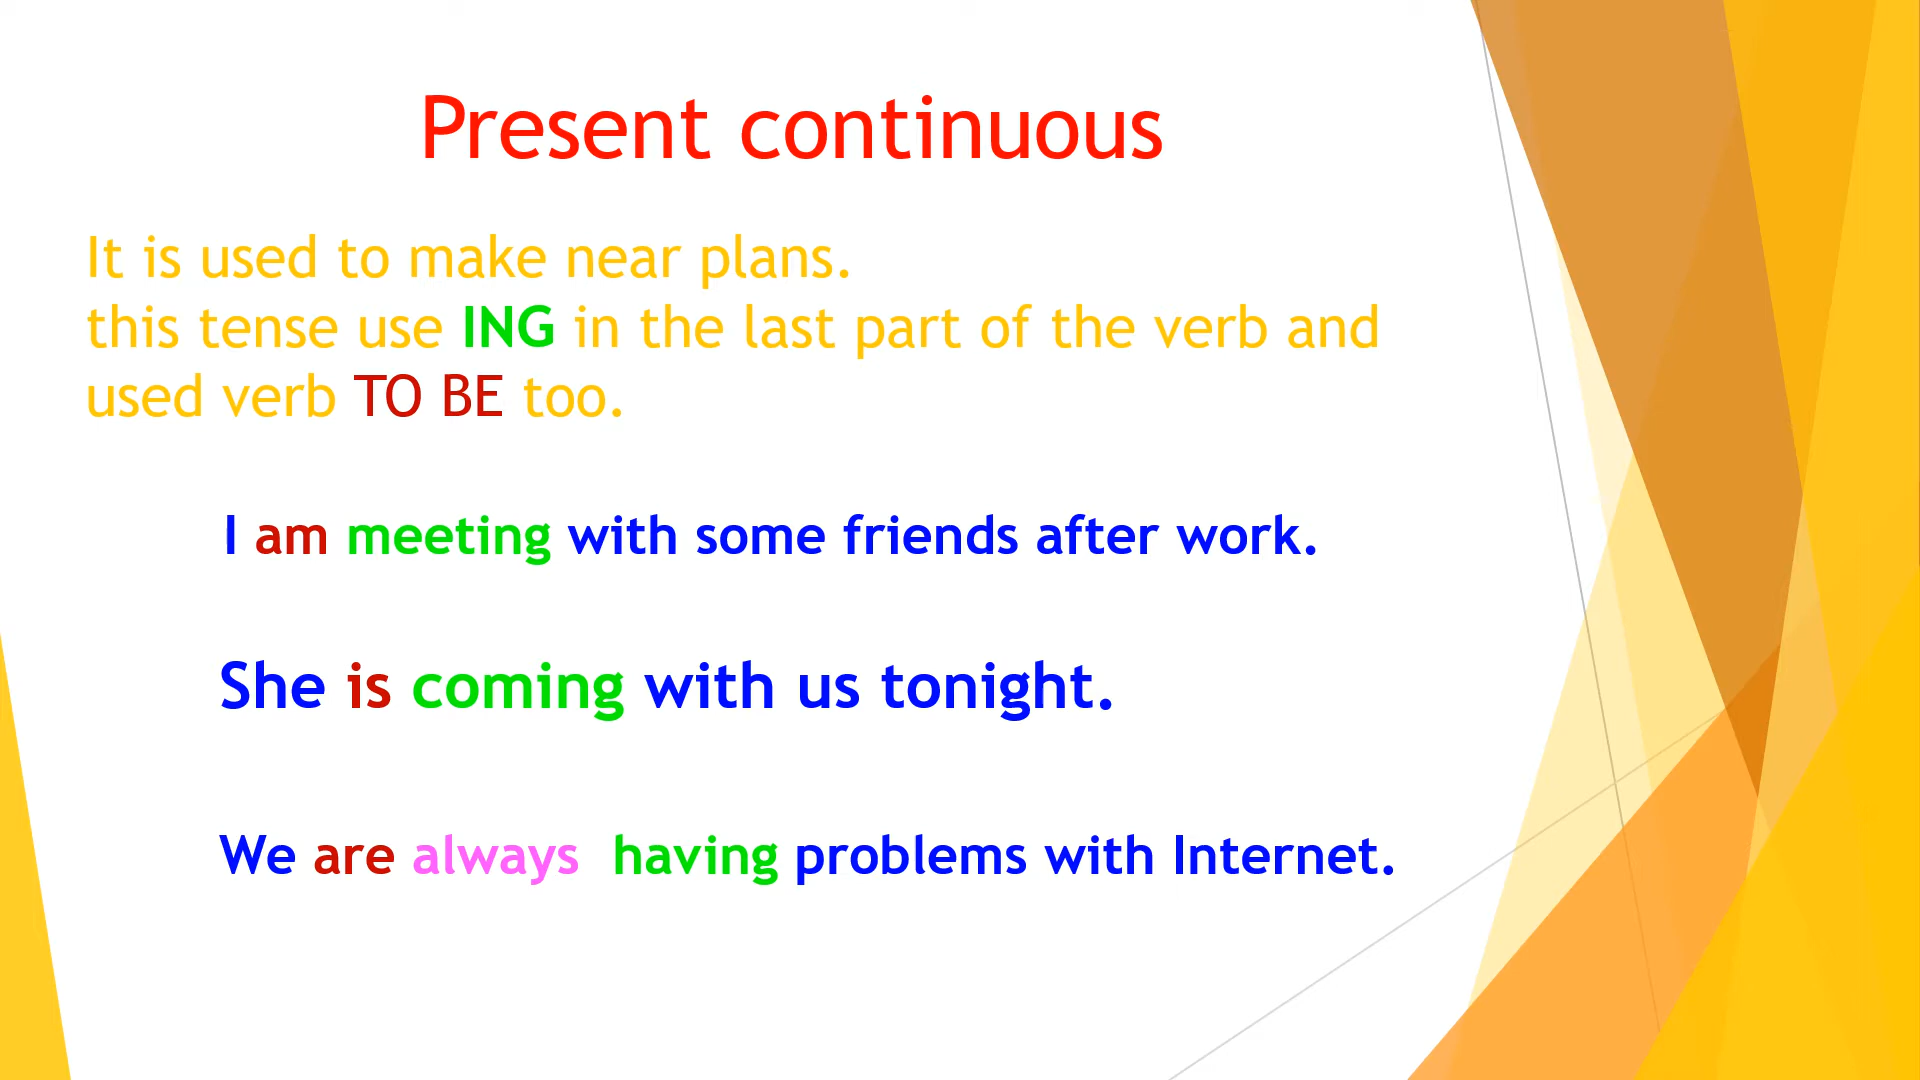 Present continuous
It is used to make near plans.
this tense use ING in the last part of the verb and
used verb TO BE too.
I am meeting with some friends after work.
She is coming with us tonight.
We are always having problems with Internet.